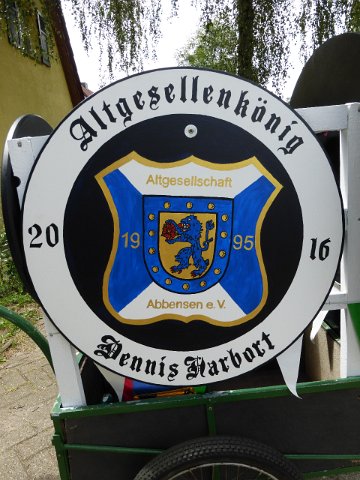 Altgesellenkönig
Altgesellschaft
20 19 95 16
Abbensen e.V.
Dennis Harbort